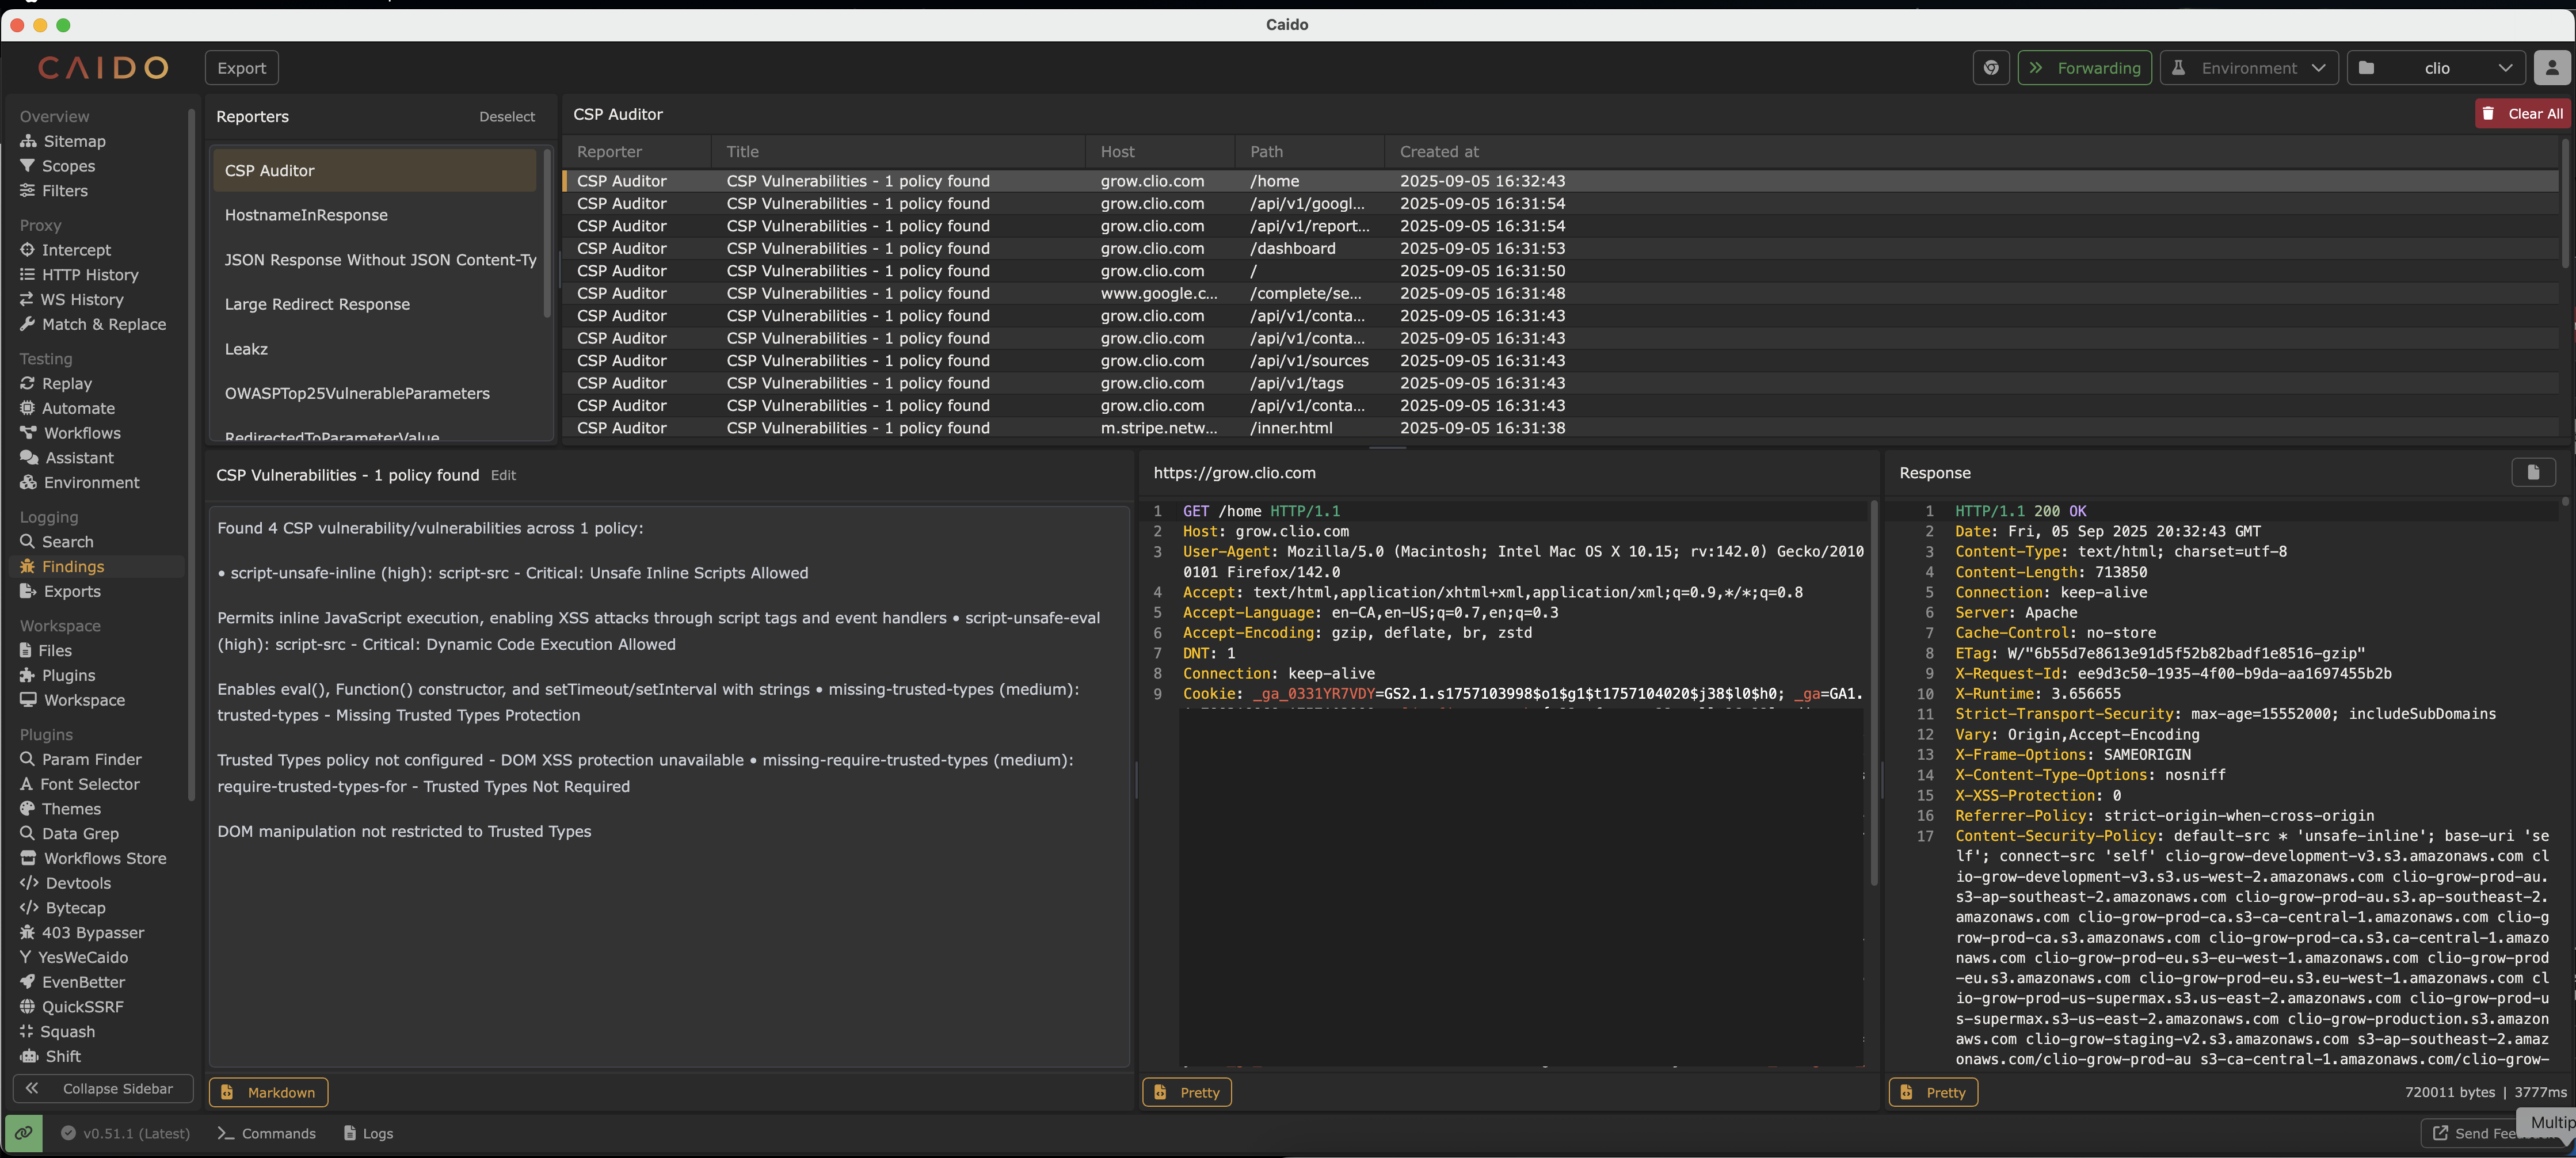 Caido
CAIDO
Export
Forwarding
Environment
clio
Overview
Sitemap
Scopes
Filters
Proxy
Intercept
HTTP History
WS History
Match & Replace
Testing
Replay
Automate
Workflows
Assistant
Environment
Logging
Search
Findings
Exports
Workspace
Files
Plugins
Workspace
Plugins
Param Finder
Font Selector
Themes
Data Grep
Workflows Store
Devtools
Bytecap
403 Bypasser
YesWeCaido
EvenBetter
QuickSSRF
Squash
Shift
Collapse Sidebar
Reporters Deselect
CSP Auditor
HostnameInResponse
JSON Response Without JSON Content-Ty
Large Redirect Response
Leakz
OWASPTop25VulnerableParameters
RedirectedToParameterValue
CSP Auditor
Clear All
Reporter Title Host Path Created at
CSP Auditor CSP Vulnerabilities - 1 policy found grow.clio.com /home 2025-09-05 16:32:43
CSP Auditor CSP Vulnerabilities - 1 policy found grow.clio.com /api/v1/googl... 2025-09-05 16:31:54
CSP Auditor CSP Vulnerabilities - 1 policy found grow.clio.com /api/v1/report... 2025-09-05 16:31:54
CSP Auditor CSP Vulnerabilities - 1 policy found grow.clio.com /dashboard 2025-09-05 16:31:53
CSP Auditor CSP Vulnerabilities - 1 policy found grow.clio.com / 2025-09-05 16:31:50
CSP Auditor CSP Vulnerabilities - 1 policy found www.google.c... /complete/se... 2025-09-05 16:31:48
CSP Auditor CSP Vulnerabilities - 1 policy found grow.clio.com /api/v1/conta... 2025-09-05 16:31:43
CSP Auditor CSP Vulnerabilities - 1 policy found grow.clio.com /api/v1/conta... 2025-09-05 16:31:43
CSP Auditor CSP Vulnerabilities - 1 policy found grow.clio.com /api/v1/sources 2025-09-05 16:31:43
CSP Auditor CSP Vulnerabilities - 1 policy found grow.clio.com /api/v1/tags 2025-09-05 16:31:43
CSP Auditor CSP Vulnerabilities - 1 policy found grow.clio.com /api/v1/conta... 2025-09-05 16:31:43
CSP Auditor CSP Vulnerabilities - 1 policy found m.stripe.netw... /inner.html 2025-09-05 16:31:38
CSP Vulnerabilities - 1 policy found Edit
Found 4 CSP vulnerability/vulnerabilities across 1 policy:
• script-unsafe-inline (high): script-src - Critical: Unsafe Inline Scripts Allowed
Permits inline JavaScript execution, enabling XSS attacks through script tags and event handlers • script-unsafe-eval
(high): script-src - Critical: Dynamic Code Execution Allowed
Enables eval(), Function() constructor, and setTimeout/setInterval with strings • missing-trusted-types (medium):
trusted-types - Missing Trusted Types Protection
Trusted Types policy not configured - DOM XSS protection unavailable • missing-require-trusted-types (medium):
require-trusted-types-for - Trusted Types Not Required
DOM manipulation not restricted to Trusted Types
Markdown
https://grow.clio.com
1 GET /home HTTP/1.1
2 Host: grow.clio.com
3 User-Agent: Mozilla/5.0 (Macintosh; Intel Mac OS X 10.15; rv:142.0) Gecko/2010
0101 Firefox/142.0
4 Accept: text/html,application/xhtml+xml,application/xml;q=0.9,*/*;q=0.8
5 Accept-Language: en-CA,en-US;q=0.7,en;q=0.3
6 Accept-Encoding: gzip, deflate, br, zstd
7 DNT: 1
8 Connection: keep-alive
9 Cookie: _ga_0331YR7VDY=GS2.1.s1757103998$o1$g1$t1757104020$j38$l0$h0; _ga=GA1.
Pretty
Response
1 HTTP/1.1 200 OK
2 Date: Fri, 05 Sep 2025 20:32:43 GMT
3 Content-Type: text/html; charset=utf-8
4 Content-Length: 713850
5 Connection: keep-alive
6 Server: Apache
7 Cache-Control: no-store
8 ETag: W/"6b55d7e8613e91d5f52b82badf1e8516-gzip"
9 X-Request-Id: ee9d3c50-1935-4f00-b9da-aa1697455b2b
10 X-Runtime: 3.656655
11 Strict-Transport-Security: max-age=15552000; includeSubDomains
12 Vary: Origin,Accept-Encoding
13 X-Frame-Options: SAMEORIGIN
14 X-Content-Type-Options: nosniff
15 X-XSS-Protection: 0
16 Referrer-Policy: strict-origin-when-cross-origin
17 Content-Security-Policy: default-src * 'unsafe-inline'; base-uri 'se
lf'; connect-src 'self' clio-grow-development-v3.s3.amazonaws.com cl
io-grow-development-v3.s3.us-west-2.amazonaws.com clio-grow-prod-au.
s3-ap-southeast-2.amazonaws.com clio-grow-prod-au.s3.ap-southeast-2.
amazonaws.com clio-grow-prod-ca.s3-ca-central-1.amazonaws.com clio-g
row-prod-ca.s3.amazonaws.com clio-grow-prod-ca.s3.ca-central-1.amazo
naws.com clio-grow-prod-eu.s3-eu-west-1.amazonaws.com clio-grow-prod
-eu.s3.amazonaws.com clio-grow-prod-eu.s3.eu-west-1.amazonaws.com cl
io-grow-prod-us-supermax.s3.us-east-2.amazonaws.com clio-grow-prod-u
s-supermax.s3-us-east-2.amazonaws.com clio-grow-production.s3.amazon
aws.com clio-grow-staging-v2.s3.amazonaws.com s3-ap-southeast-2.amaz
onaws.com/clio-grow-prod-au s3-ca-central-1.amazonaws.com/clio-grow-
Pretty
720011 bytes | 3777ms
v0.51.1 (Latest)
Commands
Logs
Send Fee
Multip